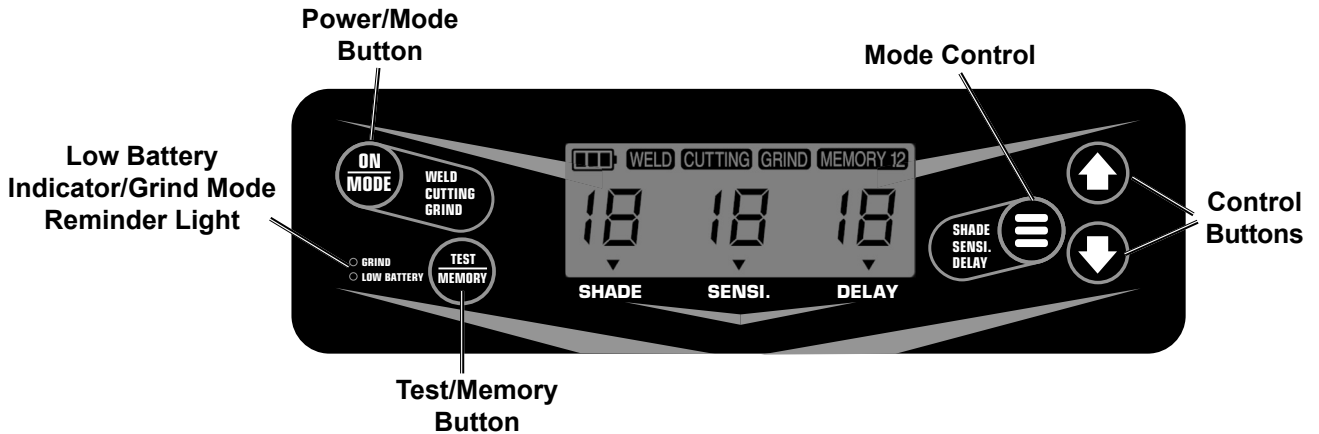 Power/Mode
Button
Mode Control
Low Battery
Indicator/Grind Mode
Reminder Light
ON
MODE
WELD
CUTTING
GRIND
WELD CUTTING GRIND MEMORY 12
18 18 18
SHADE SENSI. DELAY
SHADE
SENSI.
DELAY
Control
Buttons
GRIND
LOW BATTERY
TEST
MEMORY
Test/Memory
Button